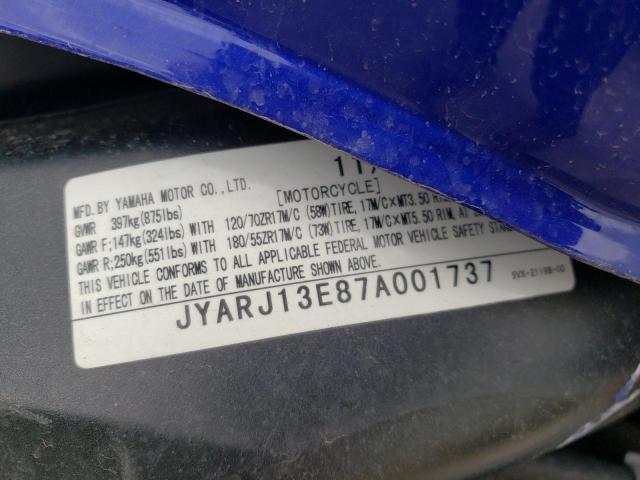 11/
MFD.BY YAMAHA MOTOR CO.,LTD.
[MOTORCYCLE]
GVWR 397kg(875lbs)
GAWR F;147kg(324lbs) WITH 120/70ZR17M/C (58W)TIRE, 17M/C×MT3.50 RIM,
GAWR R;250kg(551lbs) WITH 180/55ZR17M/C (73W)TIRE, 17M/C×MT5.50 RIM, AT
THIS VEHICLE CONFORMS TO ALL APPLICABLE FEDERAL MOTOR VEHICLE SAFETY
IN EFFECT ON THE DATE OF MANUFACTURE SHOWN ABOVE.
JYARJ13E87A001737
5VX-2119B-00